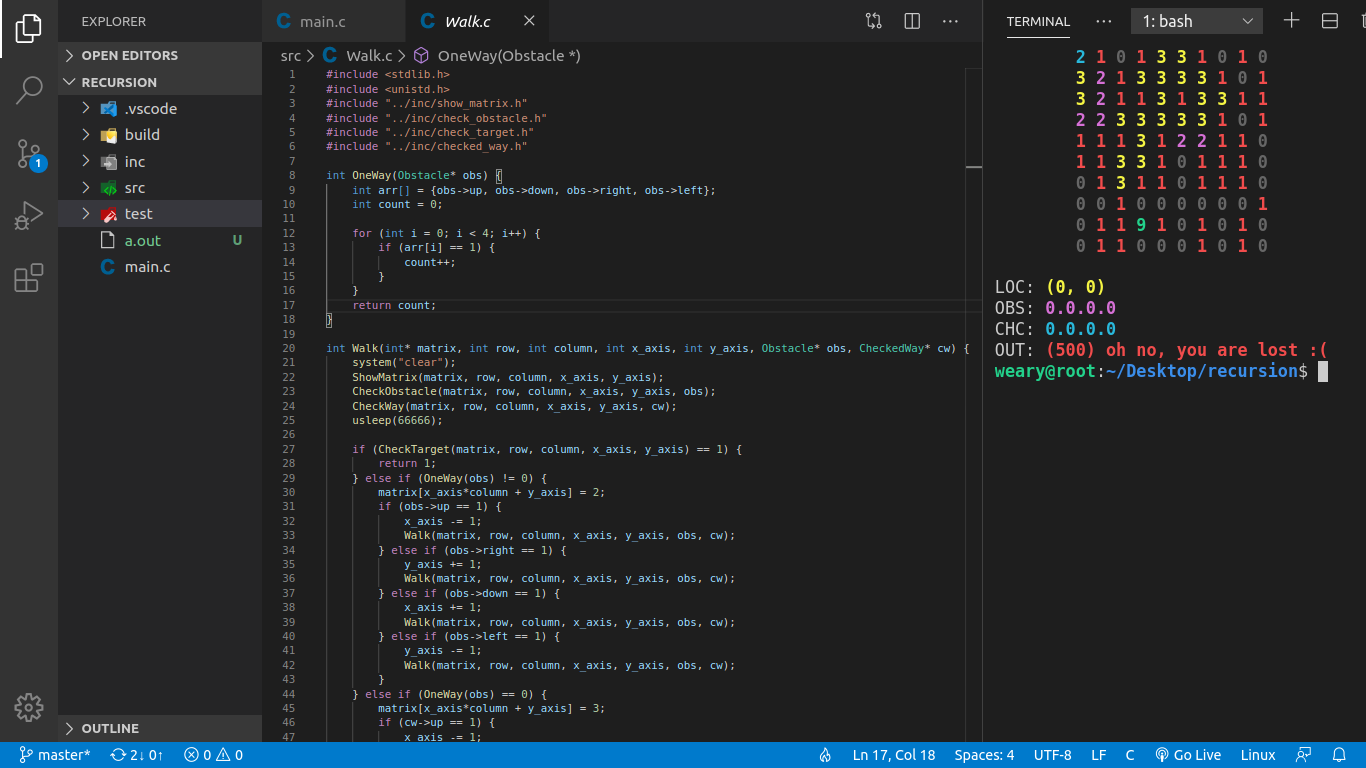 EXPLORER
OPEN EDITORS
RECURSION
.vscode
build
inc
src
test
a.out U
main.c
OUTLINE
main.c
Walk.c
src > Walk.c > OneWay(Obstacle *)
1 #include <stdlib.h>
2 #include <unistd.h>
3 #include "../inc/show_matrix.h"
4 #include "../inc/check_obstacle.h"
5 #include "../inc/check_target.h"
6 #include "../inc/checked_way.h"
7
8 int OneWay(Obstacle* obs) {
9     int arr[] = {obs->up, obs->down, obs->right, obs->left};
10     int count = 0;
11
12     for (int i = 0; i < 4; i++) {
13         if (arr[i] == 1) {
14             count++;
15         }
16     }
17     return count;
18 }
19
20 int Walk(int* matrix, int row, int column, int x_axis, int y_axis, Obstacle* obs, CheckedWay* cw) {
21     system("clear");
22     ShowMatrix(matrix, row, column, x_axis, y_axis);
23     CheckObstacle(matrix, row, column, x_axis, y_axis, obs);
24     CheckWay(matrix, row, column, x_axis, y_axis, cw);
25     usleep(66666);
26
27     if (CheckTarget(matrix, row, column, x_axis, y_axis) == 1) {
28         return 1;
29     } else if (OneWay(obs) != 0) {
30         matrix[x_axis*column + y_axis] = 2;
31         if (obs->up == 1) {
32             x_axis -= 1;
33             Walk(matrix, row, column, x_axis, y_axis, obs, cw);
34         } else if (obs->right == 1) {
35             y_axis += 1;
36             Walk(matrix, row, column, x_axis, y_axis, obs, cw);
37         } else if (obs->down == 1) {
38             x_axis += 1;
39             Walk(matrix, row, column, x_axis, y_axis, obs, cw);
40         } else if (obs->left == 1) {
41             y_axis -= 1;
42             Walk(matrix, row, column, x_axis, y_axis, obs, cw);
43         }
44     } else if (OneWay(obs) == 0) {
45         matrix[x_axis*column + y_axis] = 3;
46         if (cw->up == 1) {
47             x_axis -= 1;
TERMINAL
1: bash
2 1 0 1 3 3 1 0 1 0
3 2 1 3 3 3 3 1 0 1
3 2 1 1 3 1 3 3 1 1
2 2 3 3 3 3 3 1 0 1
1 1 1 3 1 2 2 1 1 0
1 1 3 3 1 0 1 1 1 0
0 1 3 1 1 0 1 1 1 0
0 0 1 0 0 0 0 0 0 1
0 1 1 9 1 0 1 0 1 0
0 1 1 0 0 0 1 0 1 0
LOC: (0, 0)
OBS: 0.0.0.0
CHC: 0.0.0.0
OUT: (500) oh no, you are lost :(
weary@root:~/Desktop/recursion$
1
master*
2↓ 0↑
0
0
Ln 17, Col 18
Spaces: 4
UTF-8
LF
C
Go Live
Linux